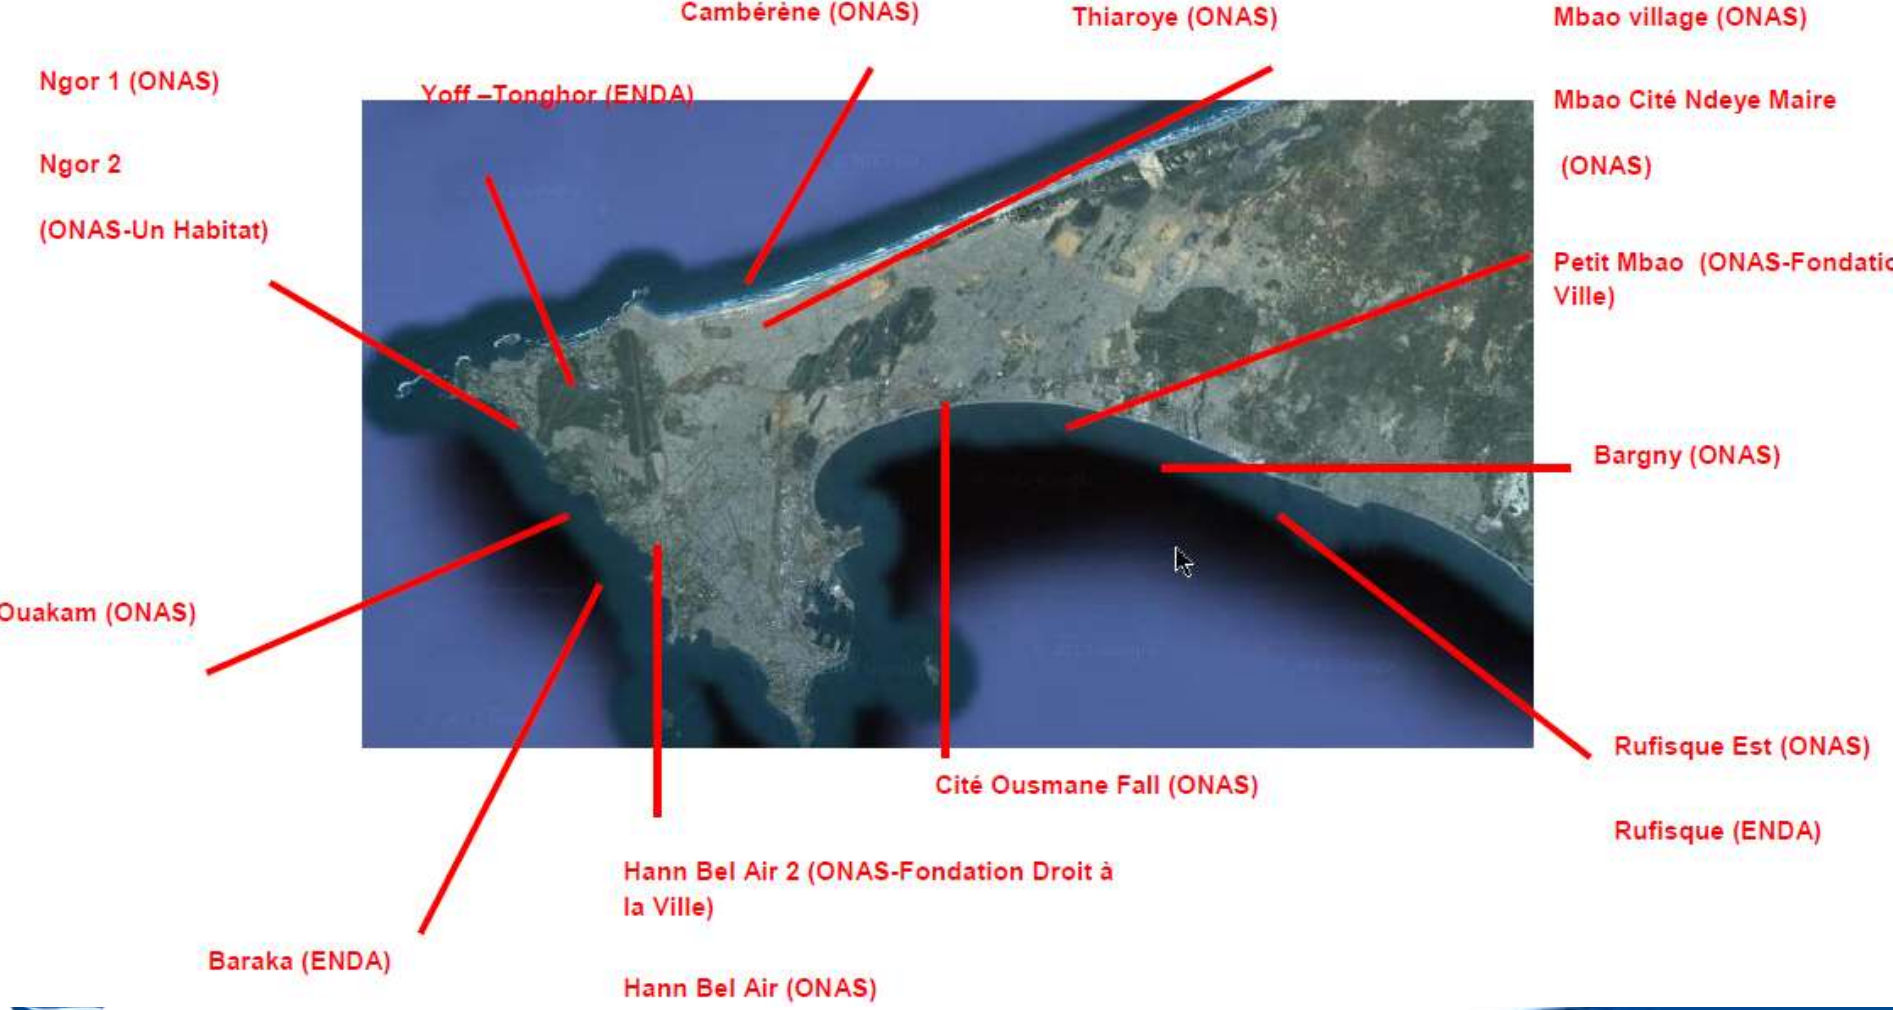 Cambérène (ONAS)
Thiaroye (ONAS)
Mbao village (ONAS)
Ngor 1 (ONAS)
Yoff –Tonghor (ENDA)
Mbao Cité Ndeye Maire
(ONAS)
Ngor 2
(ONAS-Un Habitat)
Petit Mbao (ONAS-Fondatio
Ville)
Bargny (ONAS)
Ouakam (ONAS)
Rufisque Est (ONAS)
Cité Ousmane Fall (ONAS)
Rufisque (ENDA)
Hann Bel Air 2 (ONAS-Fondation Droit à
la Ville)
Baraka (ENDA)
Hann Bel Air (ONAS)